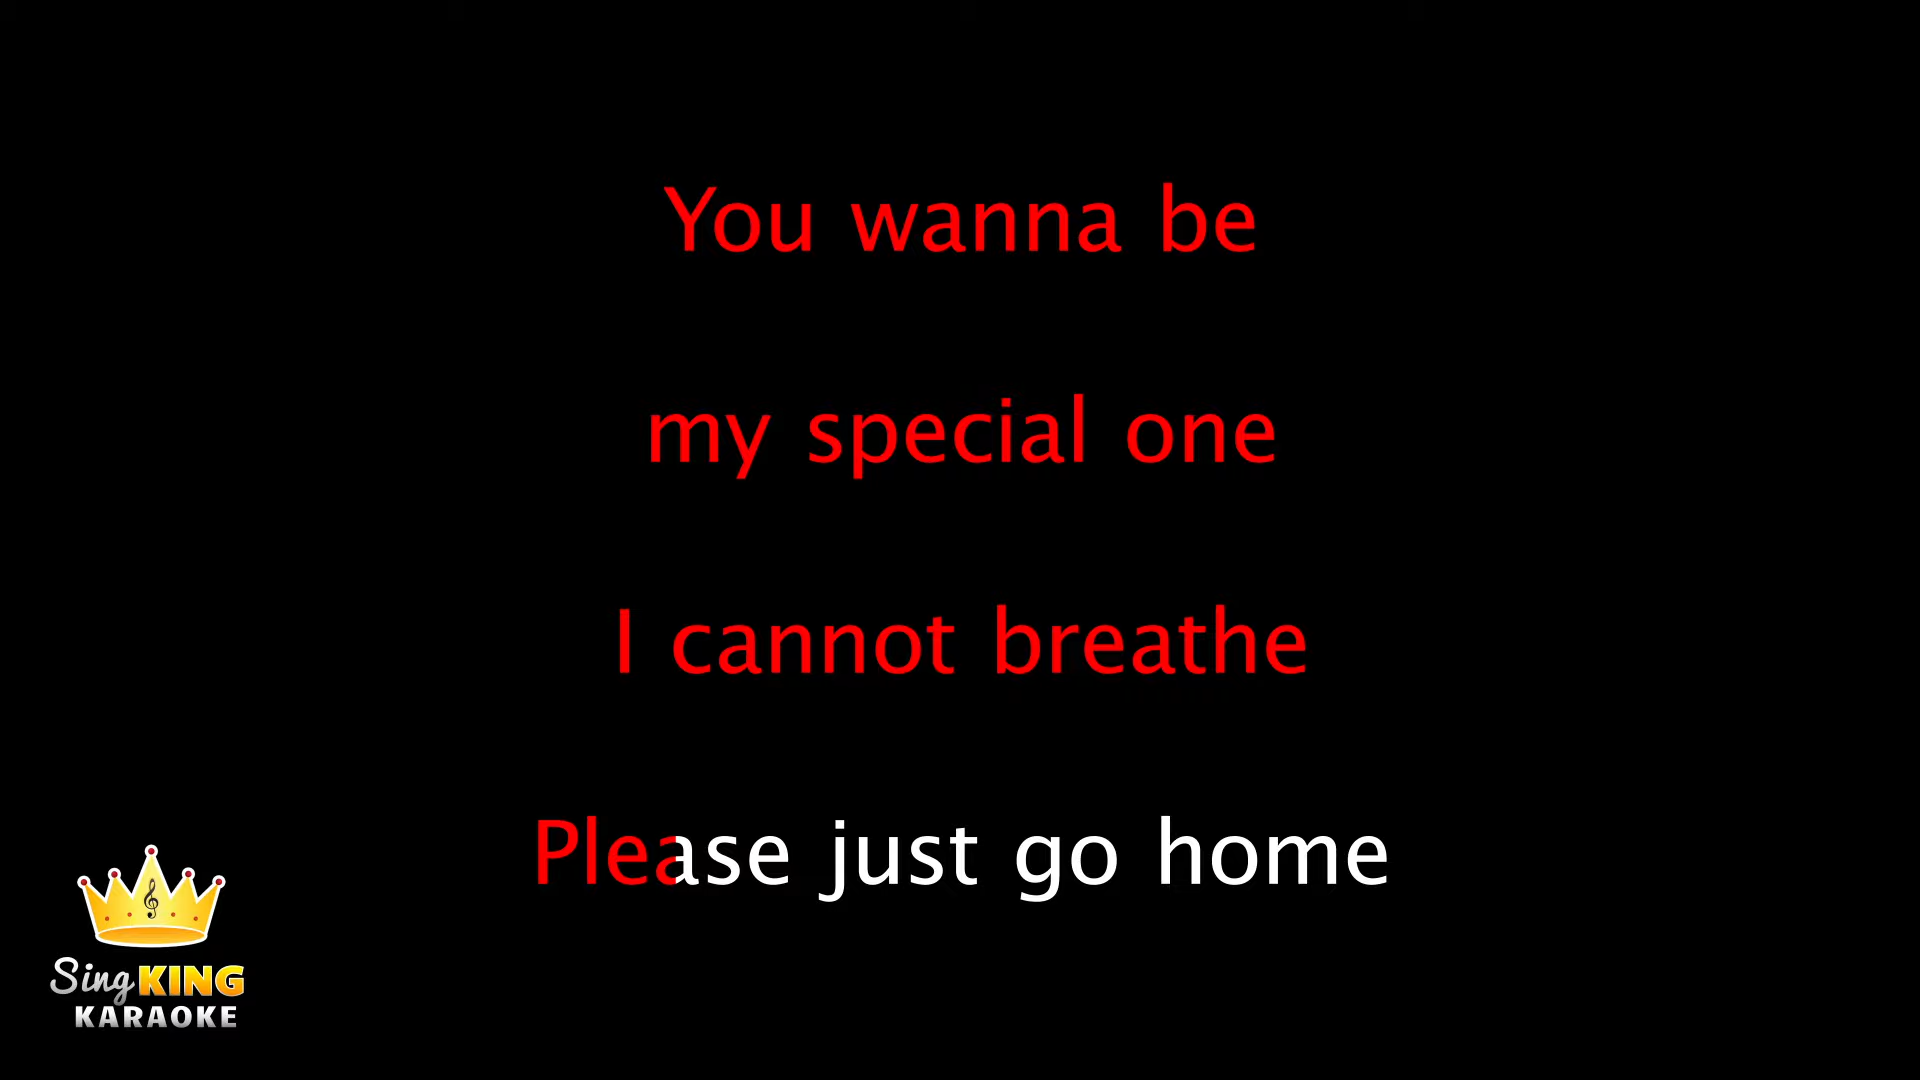 You wanna be
my special one
I cannot breathe
Please just go home
Sing KING
KARAOKE